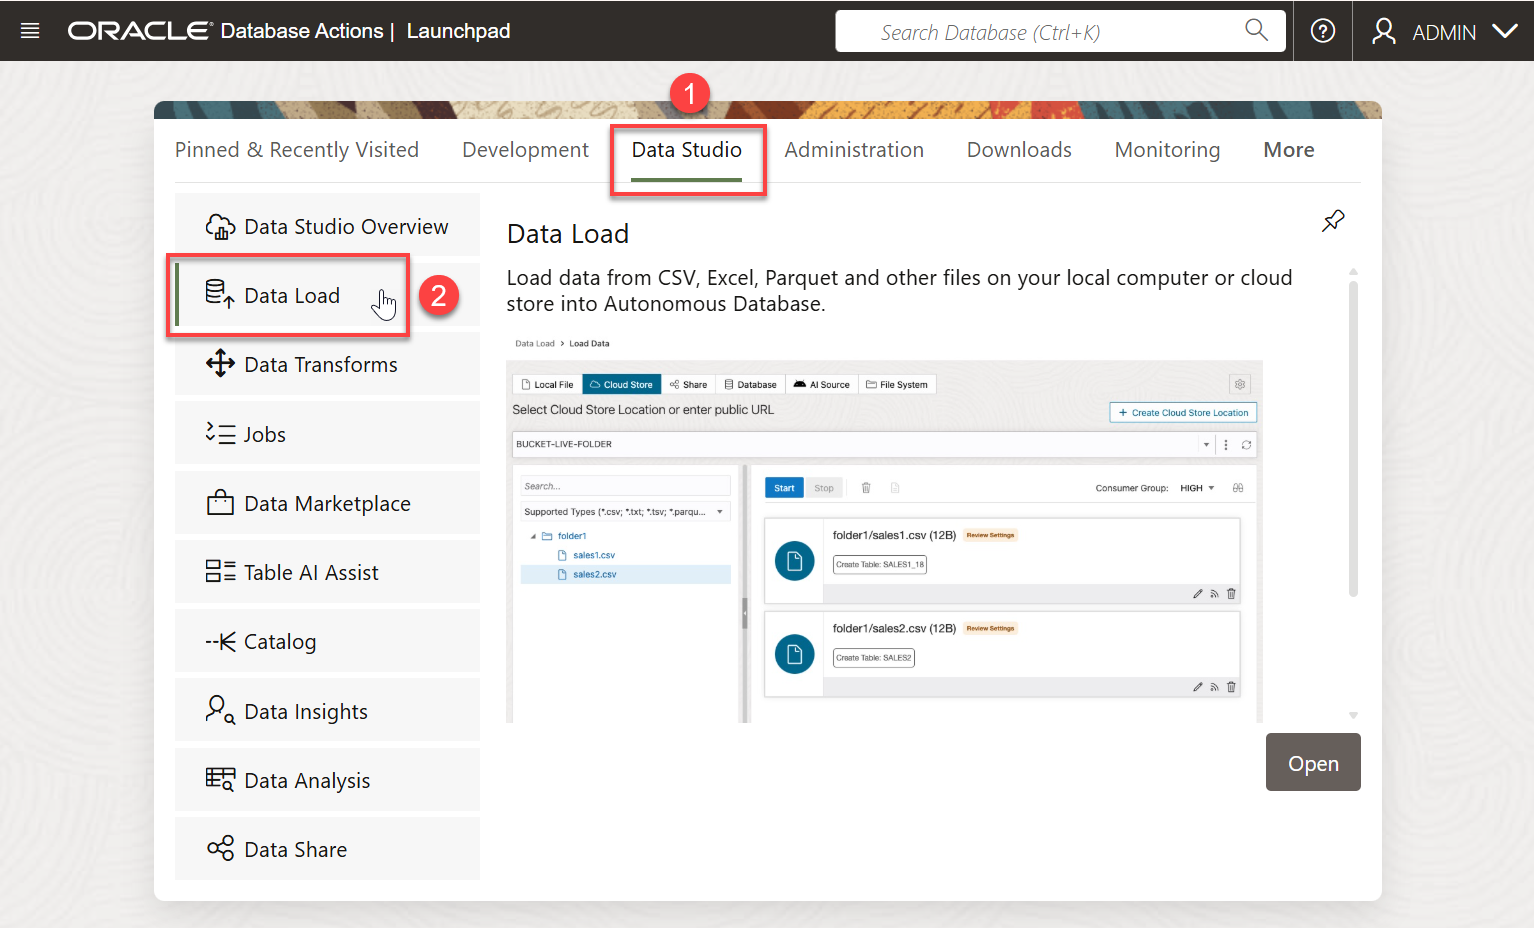 ORACLE Database Actions | Launchpad
Search Database (Ctrl+K)
ADMIN
1
Pinned & Recently Visited Development Data Studio Administration Downloads Monitoring More
Data Studio Overview
Data Load
2
Data Transforms
Jobs
Data Marketplace
Table AI Assist
Catalog
Data Insights
Data Analysis
Data Share
Data Load
Load data from CSV, Excel, Parquet and other files on your local computer or cloud
store into Autonomous Database.
Data Load > Load Data
Local File Cloud Store Share Database AI Source File System
Select Cloud Store Location or enter public URL
+ Create Cloud Store Location
BUCKET-LIVE-FOLDER
Search...
Supported Types (*.csv; *.txt; *.tsv; *.parqu...
folder1
sales1.csv
sales2.csv
Start Stop Consumer Group: HIGH
folder1/sales1.csv (12B) Review Settings
Create Table: SALES1_18
folder1/sales2.csv (12B) Review Settings
Create Table: SALES2
Open